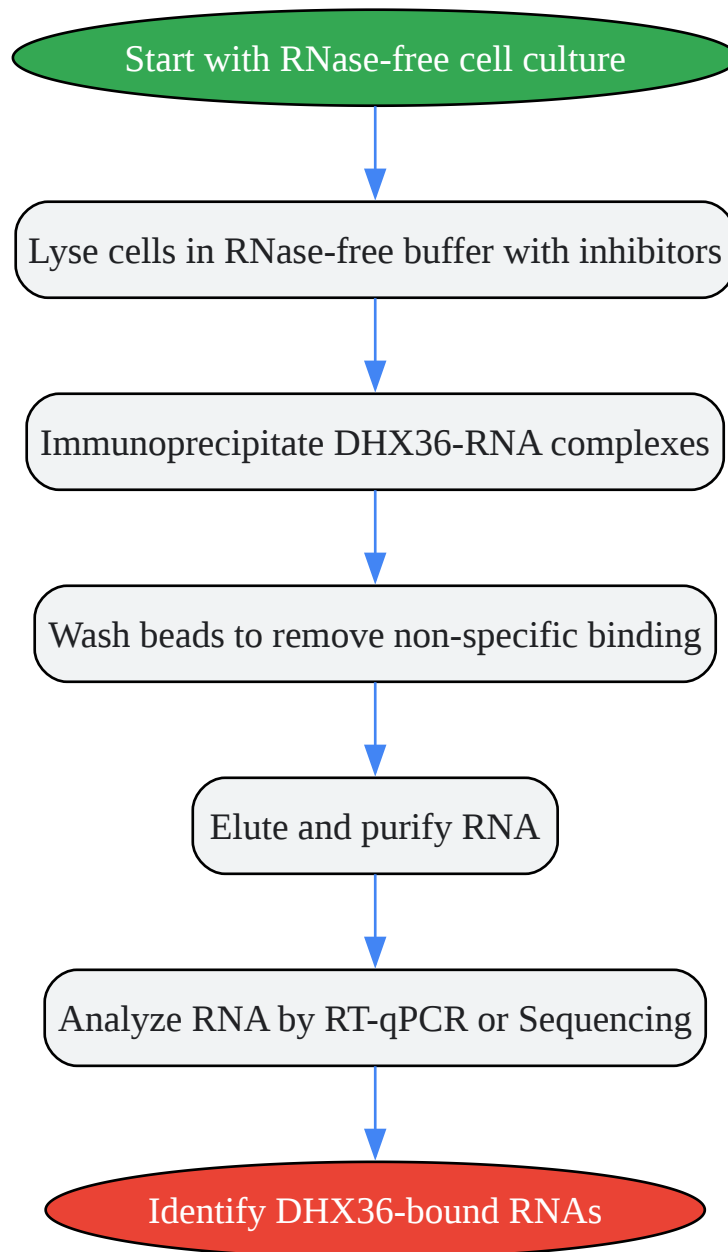 Start with RNase-free cell culture
Lyse cells in RNase-free buffer with inhibitors
Immunoprecipitate DHX36-RNA complexes
Wash beads to remove non-specific binding
Elute and purify RNA
Analyze RNA by RT-qPCR or Sequencing
Identify DHX36-bound RNAs